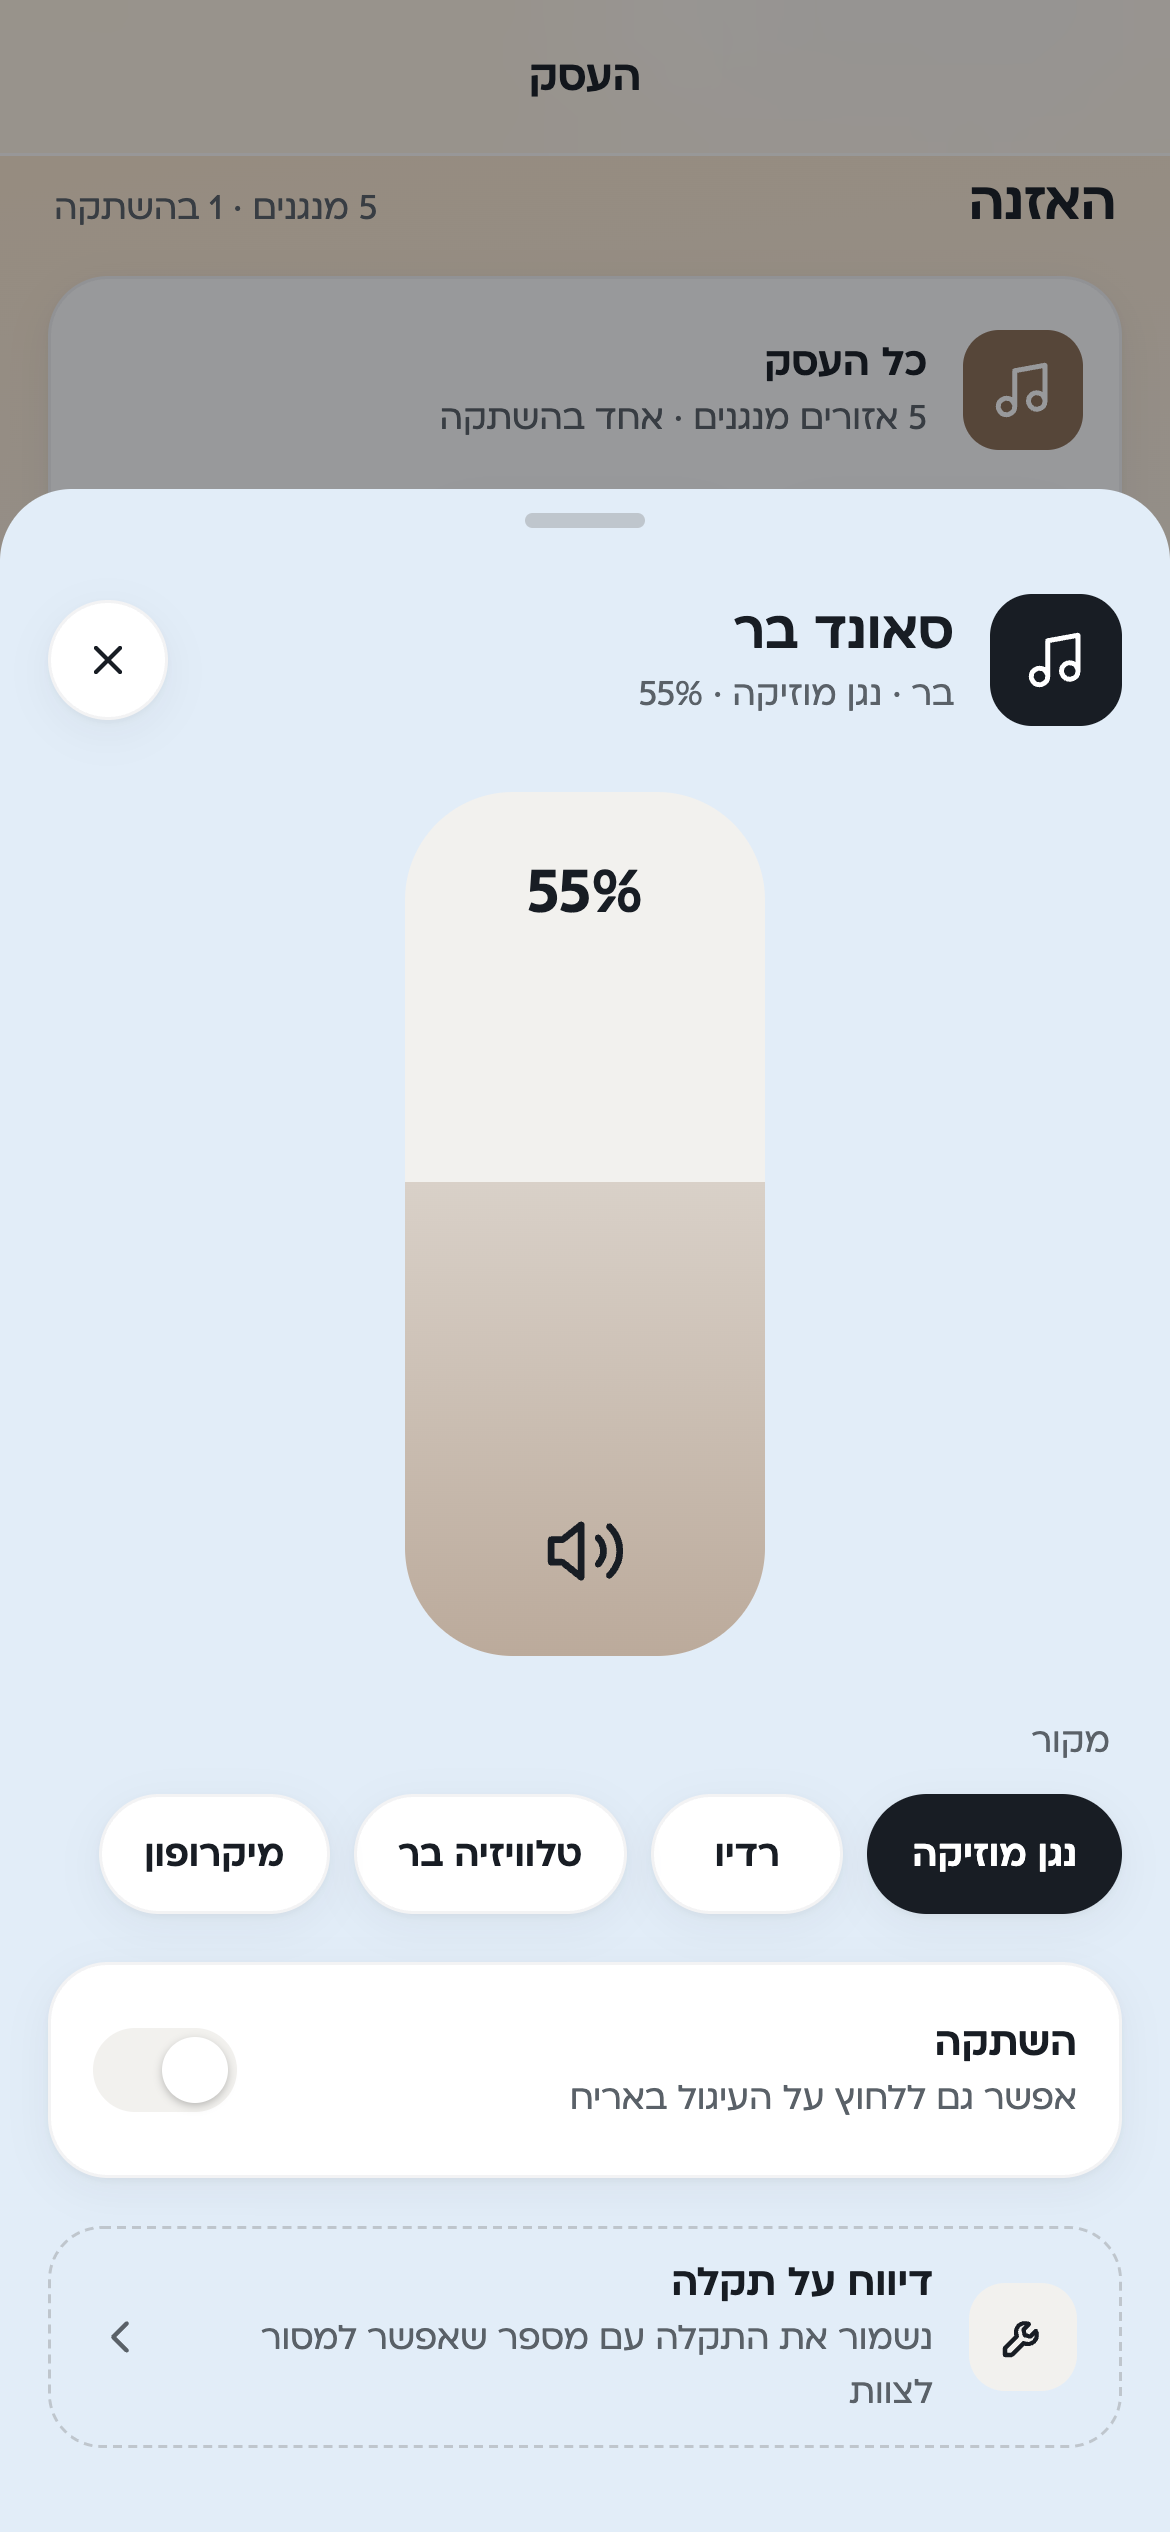 העסק
האזנה
5 מנגנים · 1 בהשתקה
כל העסק
5 אזורים מנגנים · אחד בהשתקה
סאונד בר
בר · נגן מוזיקה · 55%
55%
מקור
נגן מוזיקה
רדיו
טלוויזיה בר
מיקרופון
השתקה
אפשר גם ללחוץ על העיגול באריח
דיווח על תקלה
נשמור את התקלה עם מספר שאפשר למסור
לצוות